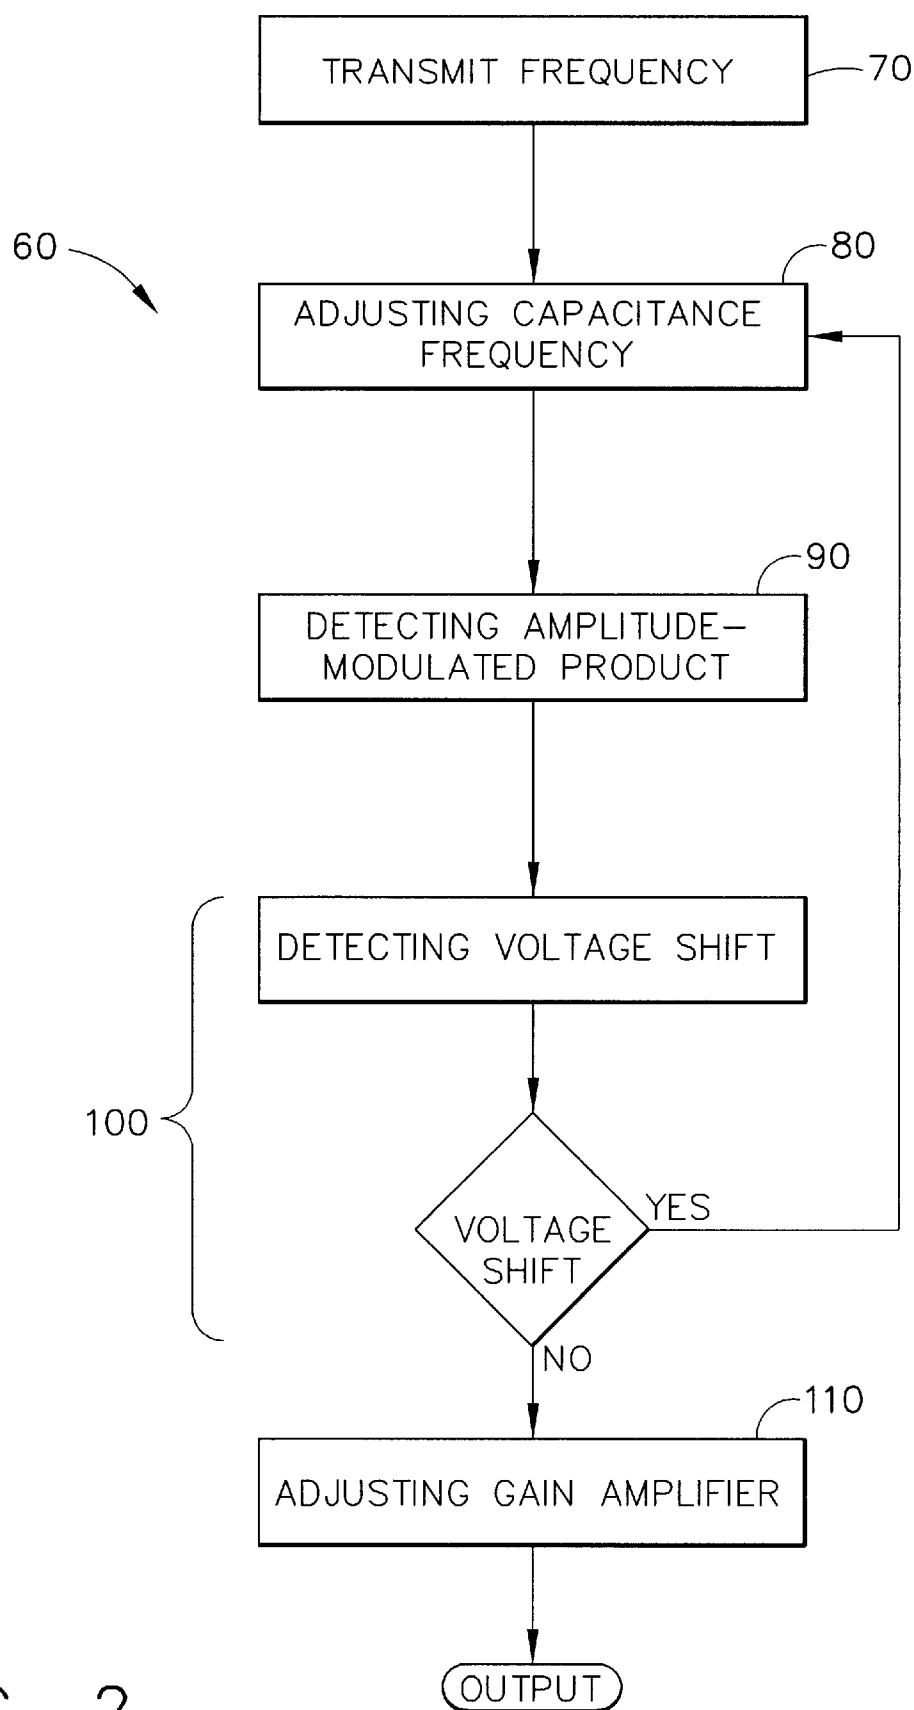 TRANSMIT FREQUENCY
70
60
80
ADJUSTING CAPACITANCE
FREQUENCY
90
DETECTING AMPLITUDE–
MODULATED PRODUCT
DETECTING VOLTAGE SHIFT
100
YES
VOLTAGE
SHIFT
NO
110
ADJUSTING GAIN AMPLIFIER
OUTPUT